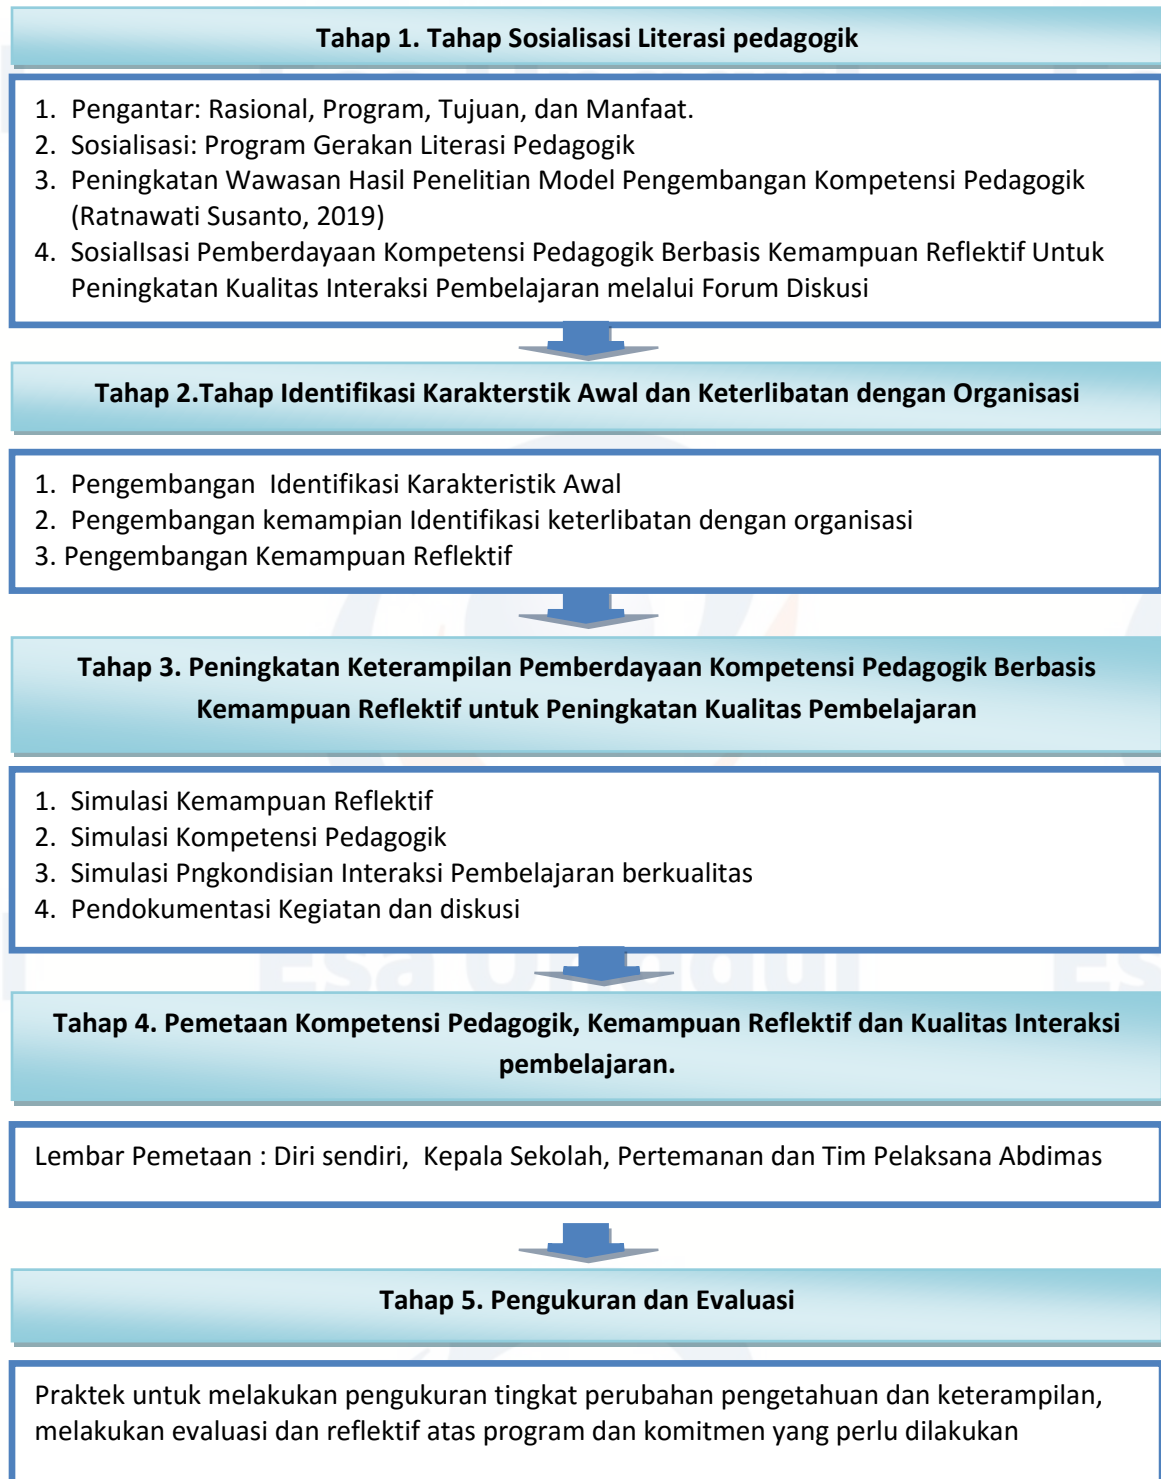 Tahap 1. Tahap Sosialisasi Literasi pedagogik
1. Pengantar: Rasional, Program, Tujuan, dan Manfaat.
2. Sosialisasi: Program Gerakan Literasi Pedagogik
3. Peningkatan Wawasan Hasil Penelitian Model Pengembangan Kompetensi Pedagogik
(Ratnawati Susanto, 2019)
4. SosialIsasi Pemberdayaan Kompetensi Pedagogik Berbasis Kemampuan Reflektif Untuk
Peningkatan Kualitas Interaksi Pembelajaran melalui Forum Diskusi
Tahap 2.Tahap Identifikasi Karakterstik Awal dan Keterlibatan dengan Organisasi
1. Pengembangan Identifikasi Karakteristik Awal
2. Pengembangan kemampian Identifikasi keterlibatan dengan organisasi
3. Pengembangan Kemampuan Reflektif
Tahap 3. Peningkatan Keterampilan Pemberdayaan Kompetensi Pedagogik Berbasis
Kemampuan Reflektif untuk Peningkatan Kualitas Pembelajaran
1. Simulasi Kemampuan Reflektif
2. Simulasi Kompetensi Pedagogik
3. Simulasi Pngkondisian Interaksi Pembelajaran berkualitas
4. Pendokumentasi Kegiatan dan diskusi
Esa Unggul
Tahap 4. Pemetaan Kompetensi Pedagogik, Kemampuan Reflektif dan Kualitas Interaksi
pembelajaran.
Lembar Pemetaan : Diri sendiri, Kepala Sekolah, Pertemanan dan Tim Pelaksana Abdimas
Tahap 5. Pengukuran dan Evaluasi
Praktek untuk melakukan pengukuran tingkat perubahan pengetahuan dan keterampilan,
melakukan evaluasi dan reflektif atas program dan komitmen yang perlu dilakukan